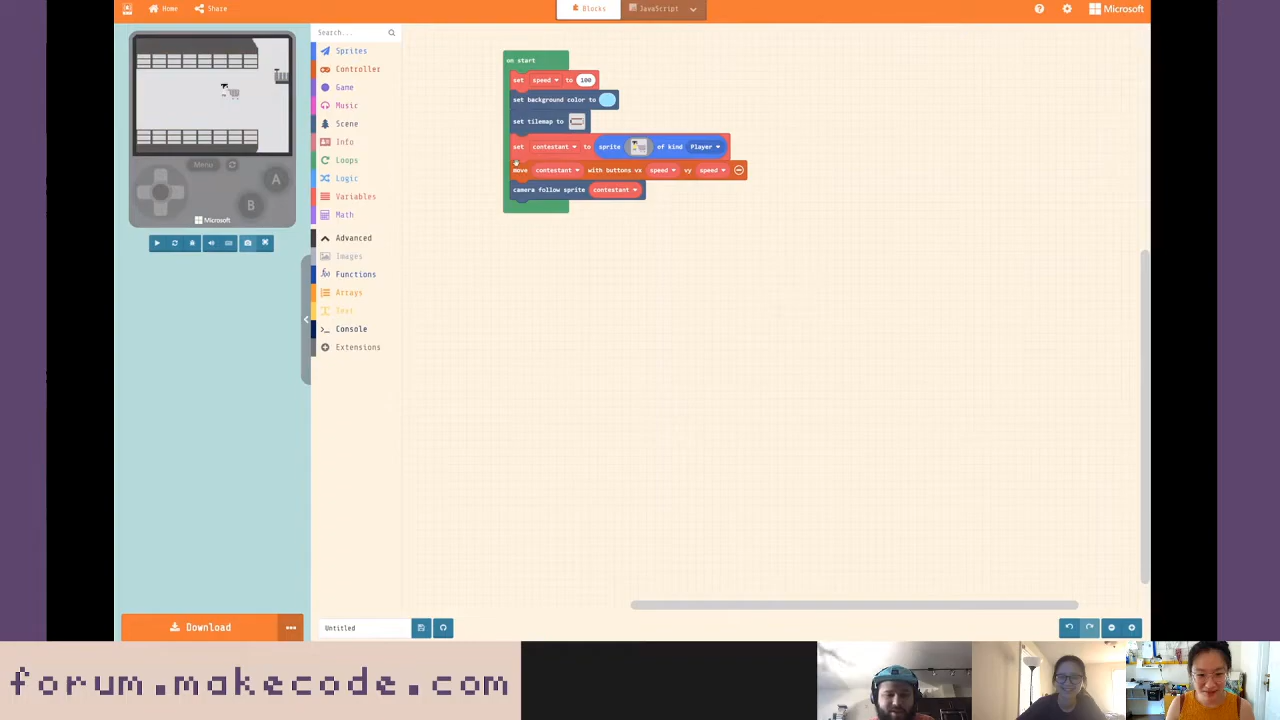 Home
Share
Blocks
JavaScript
Microsoft
Search...
Sprites
Controller
Game
Music
Scene
Info
Loops
Logic
Variables
Math
Advanced
Images
Functions
Arrays
Text
Console
Extensions
Menu
A
B
Microsoft
on start
set speed to 100
set background color to
set tilemap to
set contestant to sprite of kind Player
move contestant with buttons vx speed vy speed
camera follow sprite contestant
Download
Untitled
forum.makecode.com